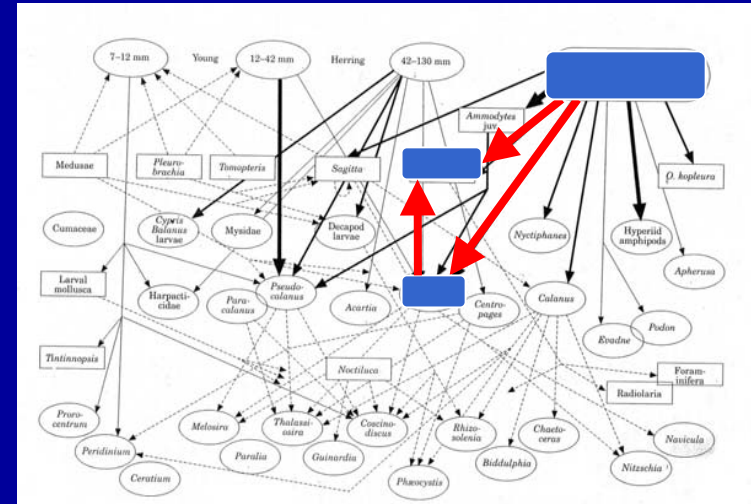 7–12 mm
Young
12–42 mm
Herring
42–130 mm
Ammodytes
juv.
Medusae
Pleuro-
brachia
Tomopteris
Sagitta
O. kopleura
Cumaceae
Cypris
Balanus
larvae
Mysidae
Decapod
larvae
Nyctiphanes
Hyperiid
amphipods
Apherusa
Larval
mollusca
Harpacti-
cidae
Para-
calanus
Pseudo-
calanus
Acartia
Centro-
pages
Calanus
Evadne
Podon
Tintinnopsis
Noctiluca
Foram-
inifera
Radiolaria
Proro-
centrum
Peridinium
Ceratium
Melosira
Paralia
Thalassi-
osira
Guinardia
Coscino-
discus
Rhizo-
solenia
Phæocystis
Biddulphia
Chaeto-
ceras
Navicula
Nitzschia